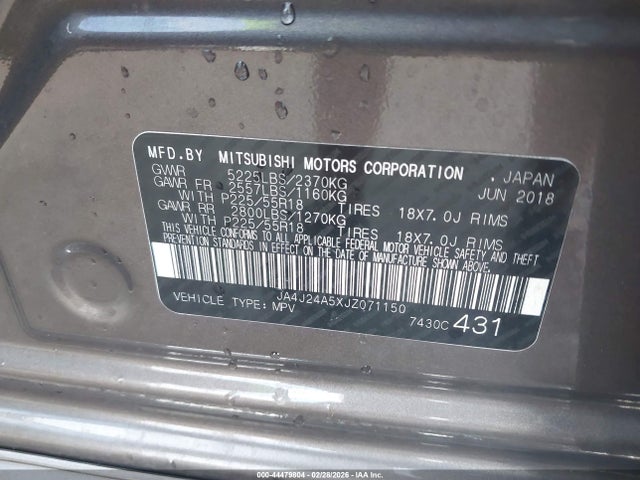 MFD.BY MITSUBISHI MOTORS CORPORATION . JAPAN
GVWR 5225LBS/2370KG JUN 2018
GAWR FR 2557LBS/1160KG
WITH P225/55R18 TIRES 18X7.0J RIMS
GAWR RR 2800LBS/1270KG
WITH P225/55R18 TIRES 18X7.0J RIMS
THIS VEHICLE CONFORMS TO ALL APPLICABLE FEDERAL MOTOR VEHICLE SAFETY AND THEFT
PREVENTION STANDARDS IN EFFECT ON THE DATE OF MANUFACTURE SHOWN ABOVE.
JA4J24A5XJZ071150
VEHICLE TYPE: MPV 7430C 431
000-44479804 - 02/28/2026 - IAA, Inc.